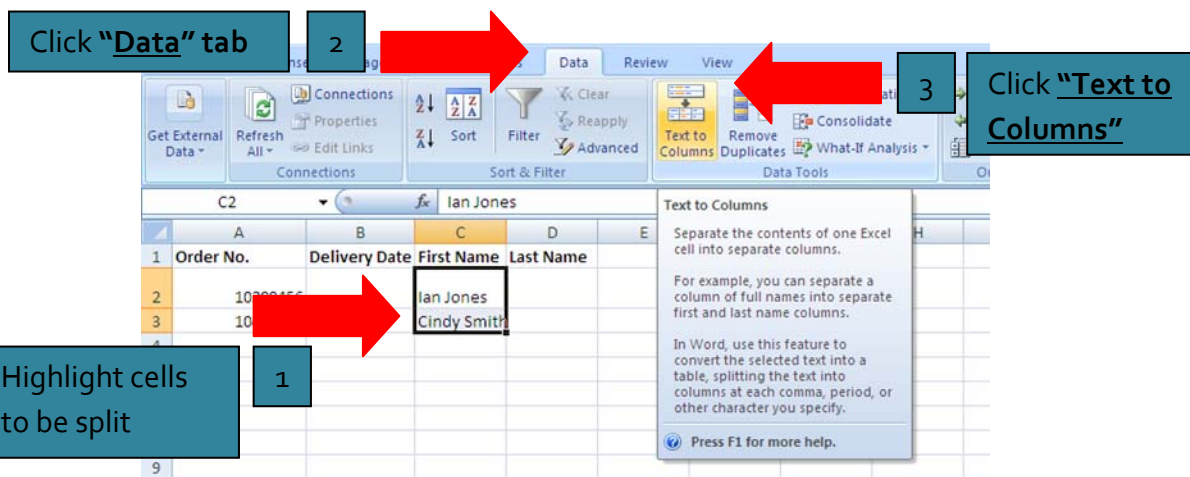 Click "Data" tab
2
Data
Review
View
3
Click "Text to
Columns"
Get External
Data
Refresh
All
Connections
Properties
Edit Links
Connections
Sort
Filter
Clear
Reapply
Advanced
Sort & Filter
Text to
Columns
Remove
Duplicates
Consolidate
What-If Analysis
Data Tools
C2
fx
Ian Jones
A
B
C
D
E
H
1
Order No.
Delivery Date
First Name
Last Name
2
Ian Jones
3
Cindy Smith
9
Highlight cells
to be split
1
Text to Columns
Separate the contents of one Excel
cell into separate columns.
For example, you can separate a
column of full names into separate
first and last name columns.
In Word, use this feature to
convert the selected text into a
table, splitting the text into
columns at each comma, period, or
other character you specify.
Press F1 for more help.